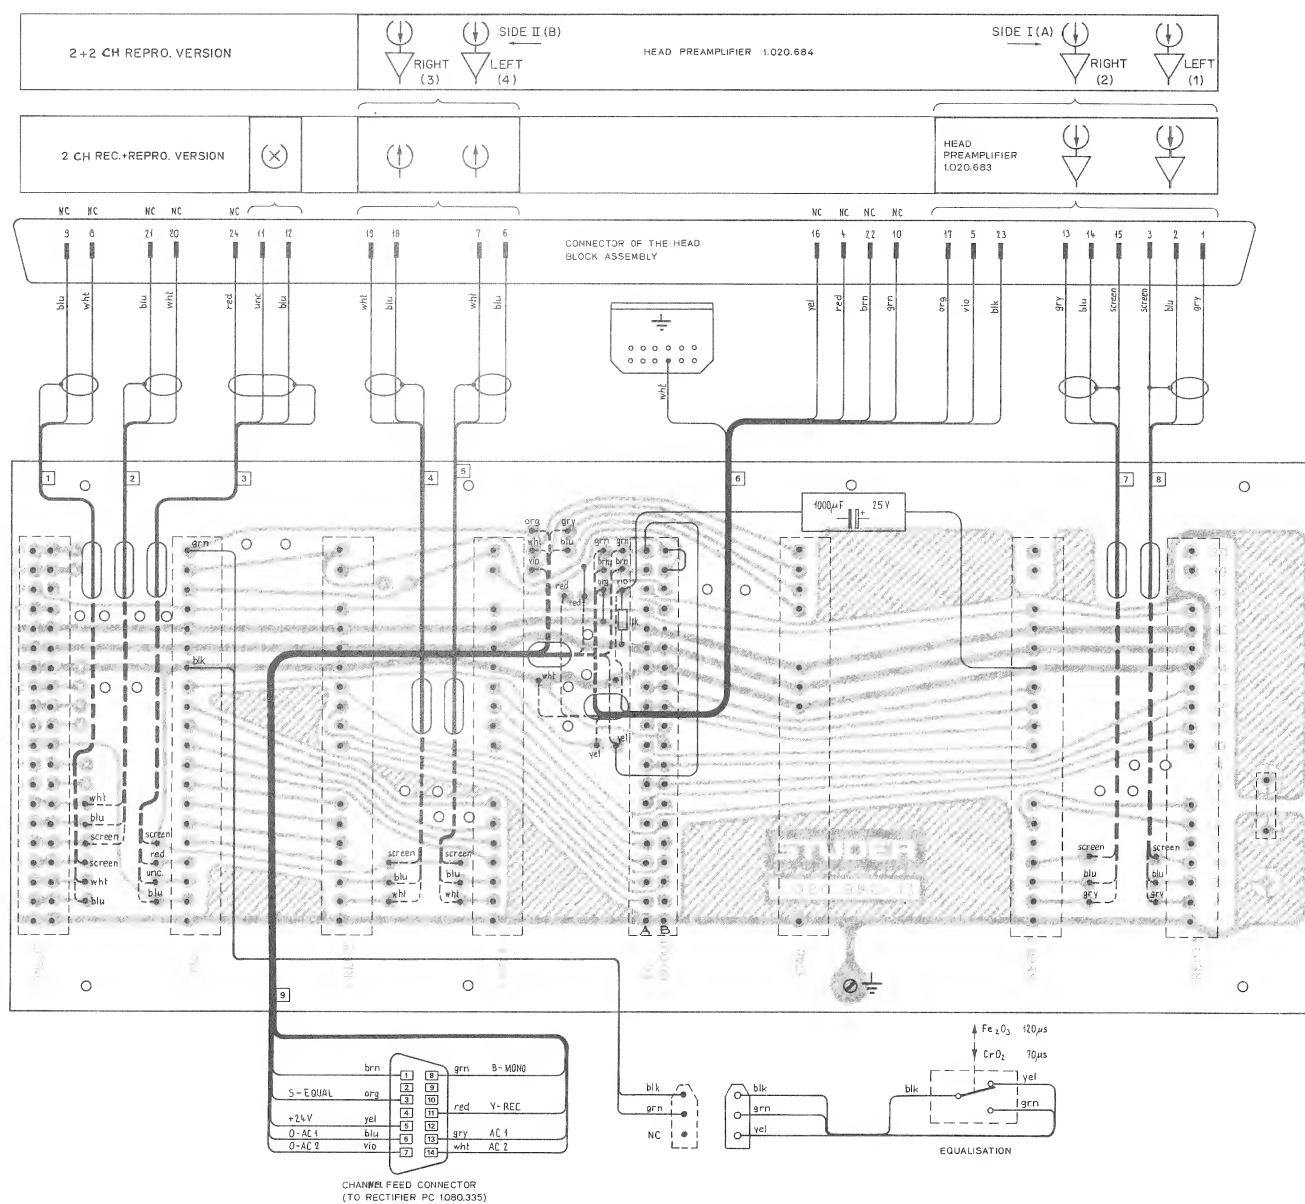 2+2 CH REPRO. VERSION
RIGHT
(3)
LEFT
(4)
SIDE II (B)
HEAD PREAMPLIFIER 1.020.684
SIDE I (A)
RIGHT
(2)
LEFT
(1)
2 CH REC.+REPRO. VERSION
HEAD
PREAMPLIFIER
1.020.683
NC NC NC NC NC NC NC NC NC
9 8 21 20 24 11 12 19 18 7 6 16 4 22 10 17 5 23 13 14 15 3 2 1
CONNECTOR OF THE HEAD
BLOCK ASSEMBLY
blu wht blu wht red unc. blu wht blu wht blu yel red brn grn org vio blk gry blu screen screen blu gry
wht
1 2 3 4 5 6 7 8
1000µF 25V
org gry
wht blu
vio
grn grn
brn brn
org vio
red
red
1k
grn
blk
wht
yel
yel
wht
blu
screen
screen
wht
blu
screen
red
unc.
blu
screen
blu
wht
screen
blu
wht
screen
blu
gry
screen
blu
gry
STUDER
A B
9
Fe2O3 120µs
CrO2 70µs
brn 1 8 grn B-MONO
2 9
S-EQUAL org 3 10
4 11 red Y-REC
+24V yel 5 12
0-AC1 blu 6 13 gry AC1
0-AC2 vio 7 14 wht AC2
CHANNEL FEED CONNECTOR
(TO RECTIFIER PC 1.080.335)
blk
grn
NC
blk
grn
yel
blk
yel
grn
EQUALISATION